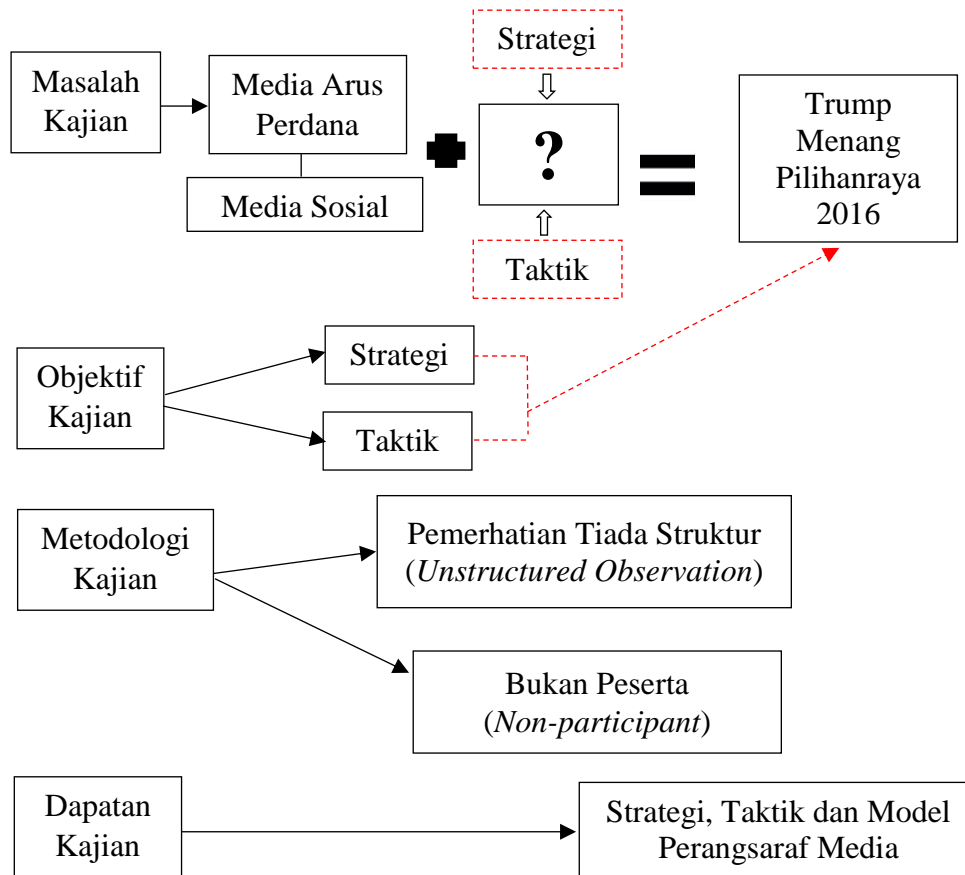 Strategi
Masalah
Kajian
Media Arus
Perdana
Media Sosial
?
Taktik
Trump
Menang
Pilihanraya
2016
Objektif
Kajian
Strategi
Taktik
Metodologi
Kajian
Pemerhatian Tiada Struktur
(Unstructured Observation)
Bukan Peserta
(Non-participant)
Dapatan
Kajian
Strategi, Taktik dan Model
Perangsaraf Media